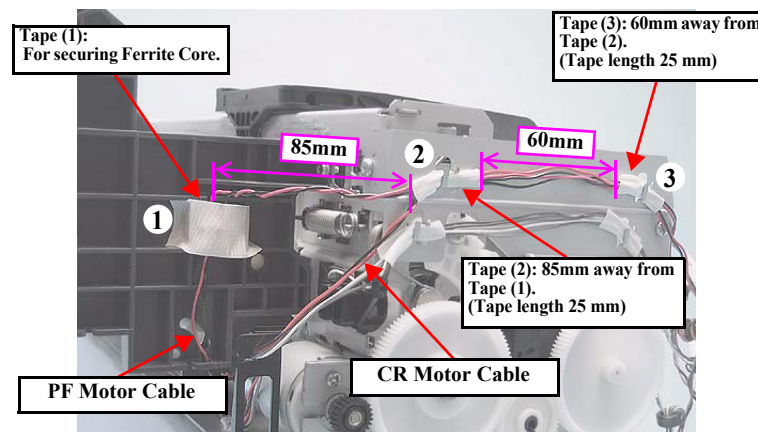 Tape (1):
For securing Ferrite Core.
Tape (3): 60mm away from
Tape (2).
(Tape length 25 mm)
85mm
2
60mm
3
1
Tape (2): 85mm away from
Tape (1).
(Tape length 25 mm)
PF Motor Cable
CR Motor Cable